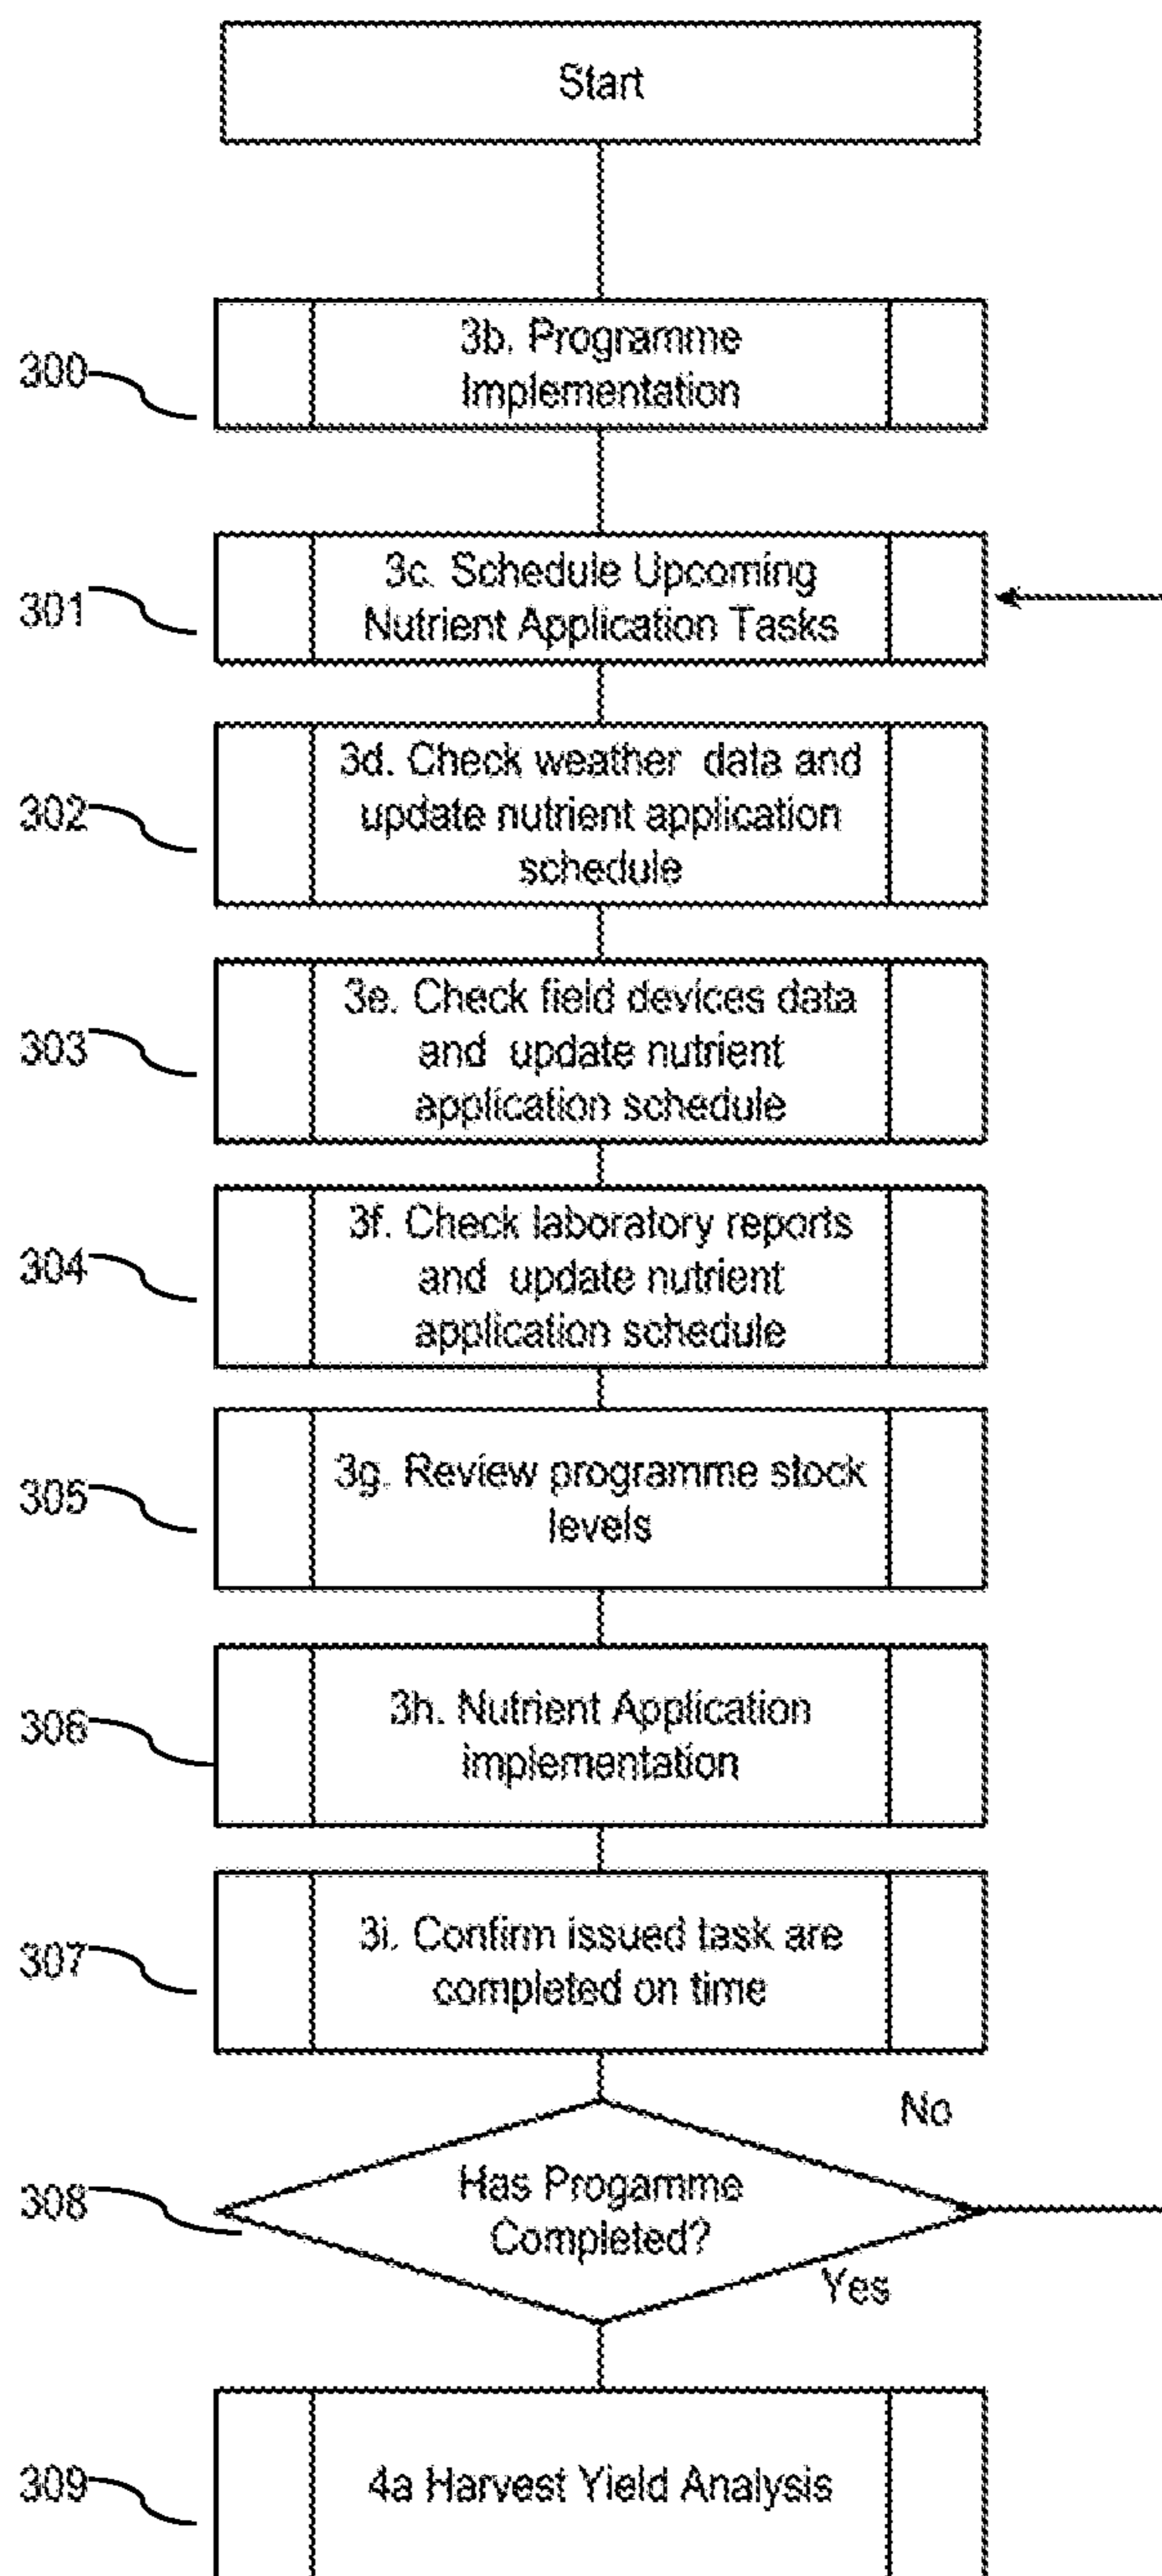 Start
300
3b. Programme
Implementation
301
3c. Schedule Upcoming
Nutrient Application Tasks
302
3d. Check weather data and
update nutrient application
schedule
303
3e. Check field devices data
and update nutrient
application schedule
304
3f. Check laboratory reports
and update nutrient
application schedule
305
3g. Review programme stock
levels
306
3h. Nutrient Application
implementation
307
3i. Confirm issued task are
completed on time
No
308
Has Progamme
Completed?
Yes
309
4a Harvest Yield Analysis